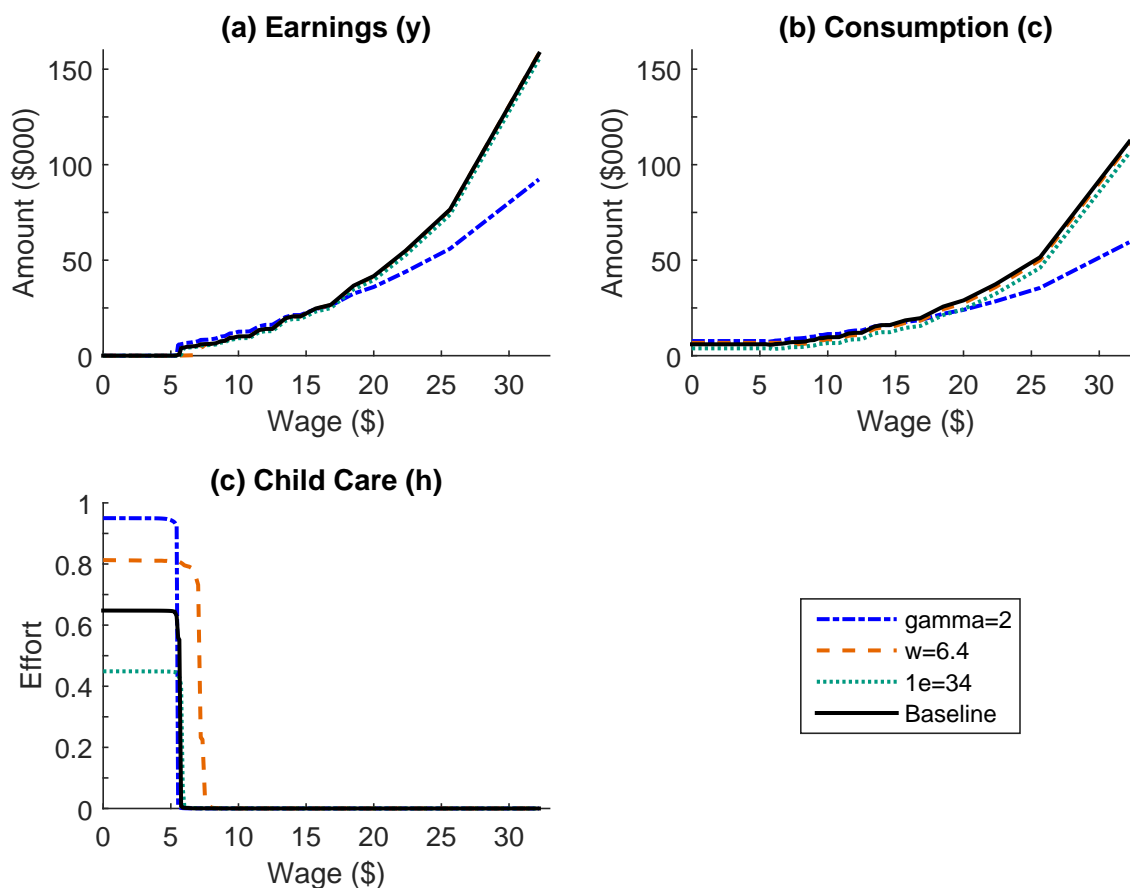 (a) Earnings (y)
150
100
50
0
Amount ($000)
0 5 10 15 20 25 30
Wage ($)
(b) Consumption (c)
150
100
50
0
Amount ($000)
0 5 10 15 20 25 30
Wage ($)
(c) Child Care (h)
1
0.8
0.6
0.4
0.2
0
Effort
0 5 10 15 20 25 30
Wage ($)
gamma=2
w=6.4
1e=34
Baseline